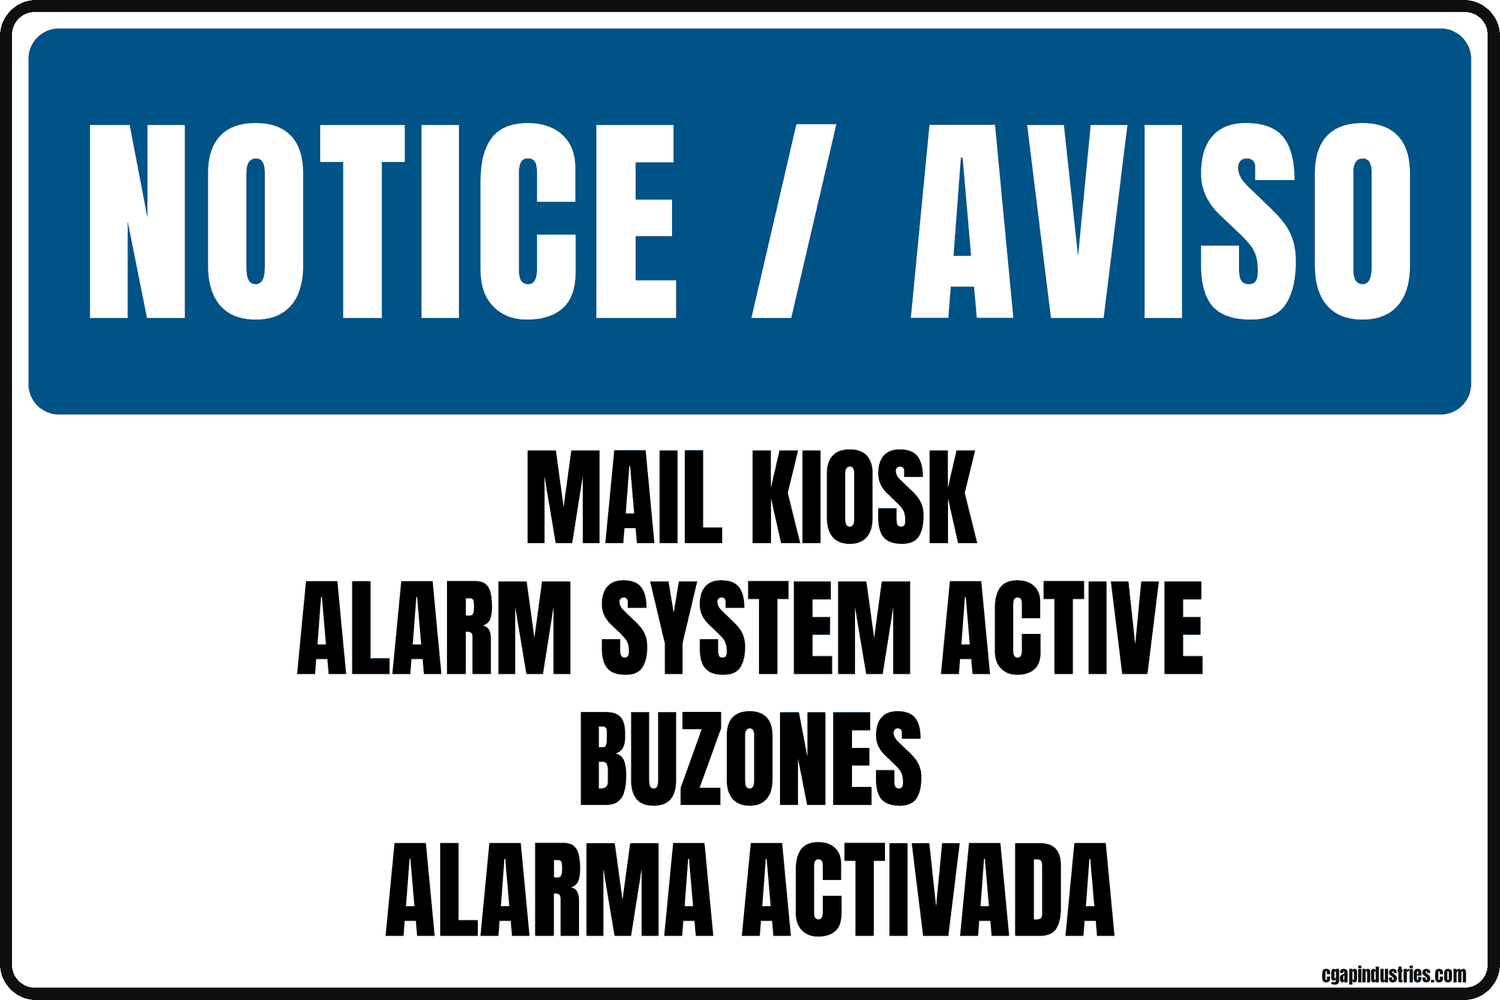 NOTICE / AVISO
MAIL KIOSK
ALARM SYSTEM ACTIVE
BUZONES
ALARMA ACTIVADA
cgapindustries.com